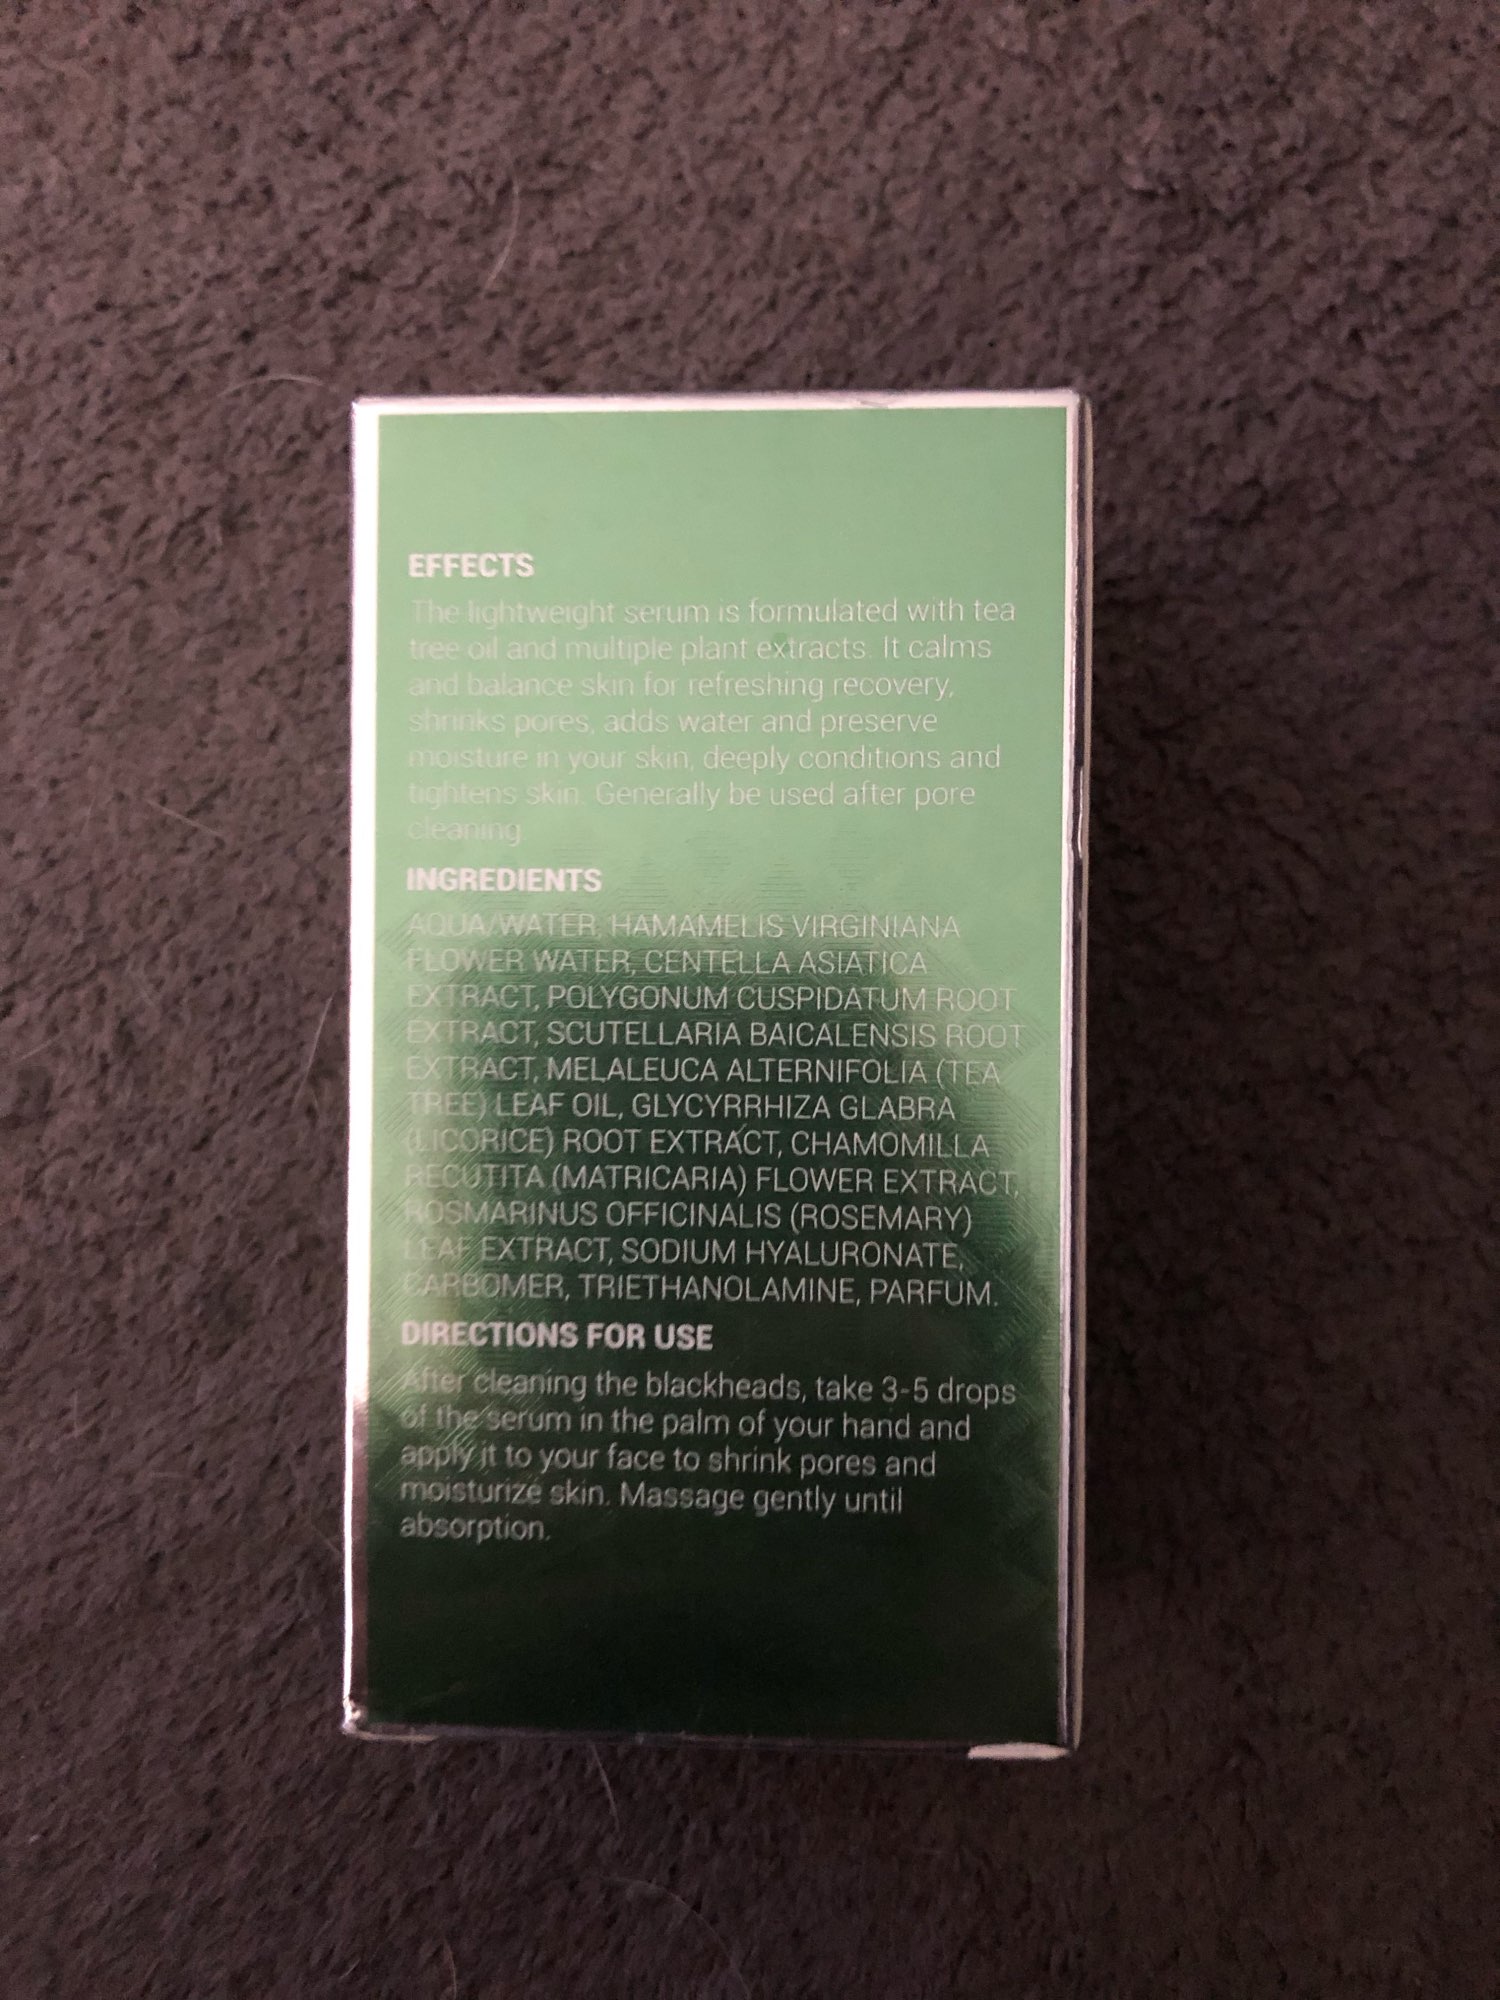 EFFECTS
The lightweight serum is formulated with tea
tree oil and multiple plant extracts. It calms
and balance skin for refreshing recovery,
shrinks pores, adds water and preserve
moisture in your skin, deeply conditions and
tightens skin. Generally be used after pore
cleaning.
INGREDIENTS
AQUA/WATER, HAMAMELIS VIRGINIANA
FLOWER WATER, CENTELLA ASIATICA
EXTRACT, POLYGONUM CUSPIDATUM ROOT
EXTRACT, SCUTELLARIA BAICALENSIS ROOT
EXTRACT, MELALEUCA ALTERNIFOLIA (TEA
TREE) LEAF OIL, GLYCYRRHIZA GLABRA
(LICORICE) ROOT EXTRACT, CHAMOMILLA
RECUTITA (MATRICARIA) FLOWER EXTRACT,
ROSMARINUS OFFICINALIS (ROSEMARY)
LEAF EXTRACT, SODIUM HYALURONATE,
CARBOMER, TRIETHANOLAMINE, PARFUM.
DIRECTIONS FOR USE
After cleaning the blackheads, take 3-5 drops
of the serum in the palm of your hand and
apply it to your face to shrink pores and
moisturize skin. Massage gently until
absorption.